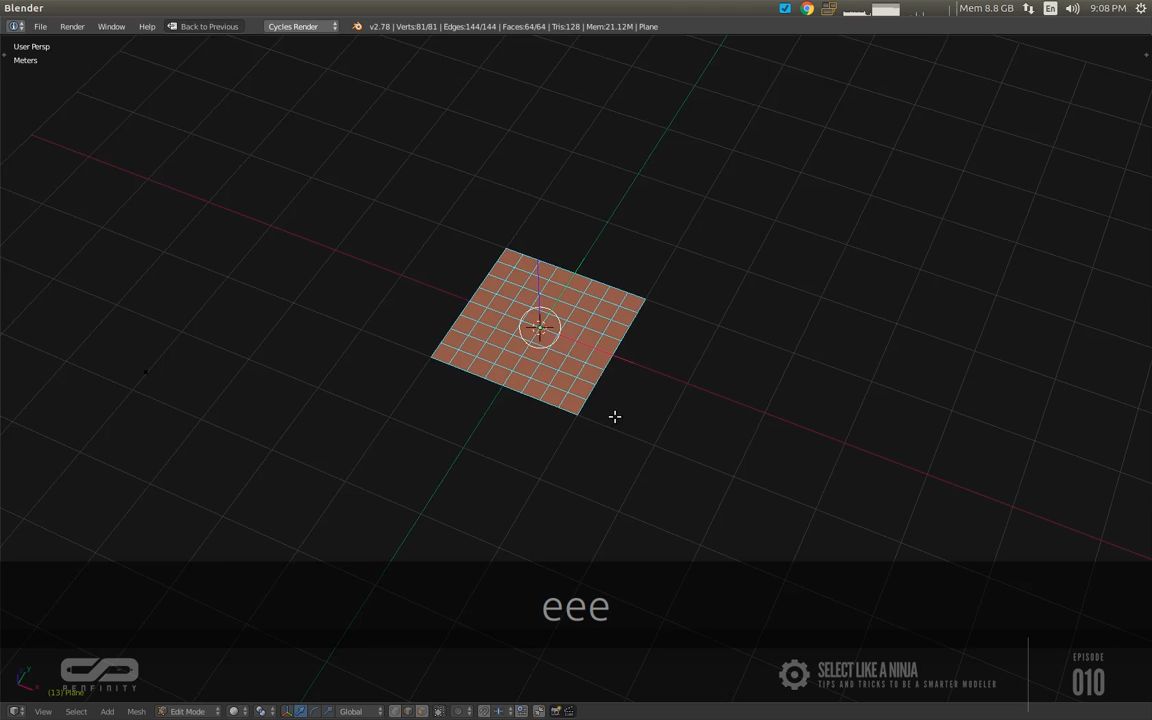 Blender
Mem 8.8 GB
En
9:08 PM
File Render Window Help Back to Previous Cycles Render v2.78 | Verts:81/81 | Edges:144/144 | Faces:64/64 | Tris:128 | Mem:21.12M | Plane
User Persp
Meters
eee
SELECT LIKE A NINJA
TIPS AND TRICKS TO BE A SMARTER MODELER
EPISODE
010
RENFINITY
(13) Plane
View Select Add Mesh Edit Mode Global